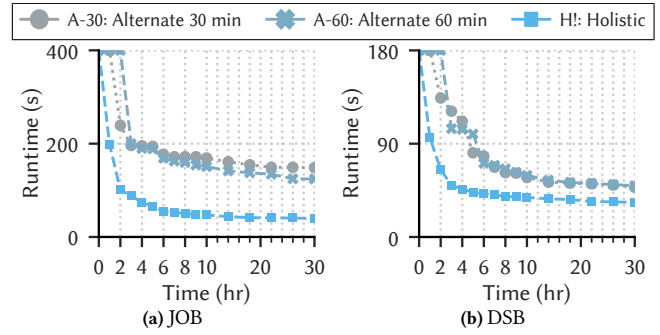 A-30: Alternate 30 min A-60: Alternate 60 min H!: Holistic
400
200
0
Runtime (s)
0 2 4 6 8 10 20 30
Time (hr)
(a) JOB
180
90
0
Runtime (s)
0 2 4 6 8 10 20 30
Time (hr)
(b) DSB